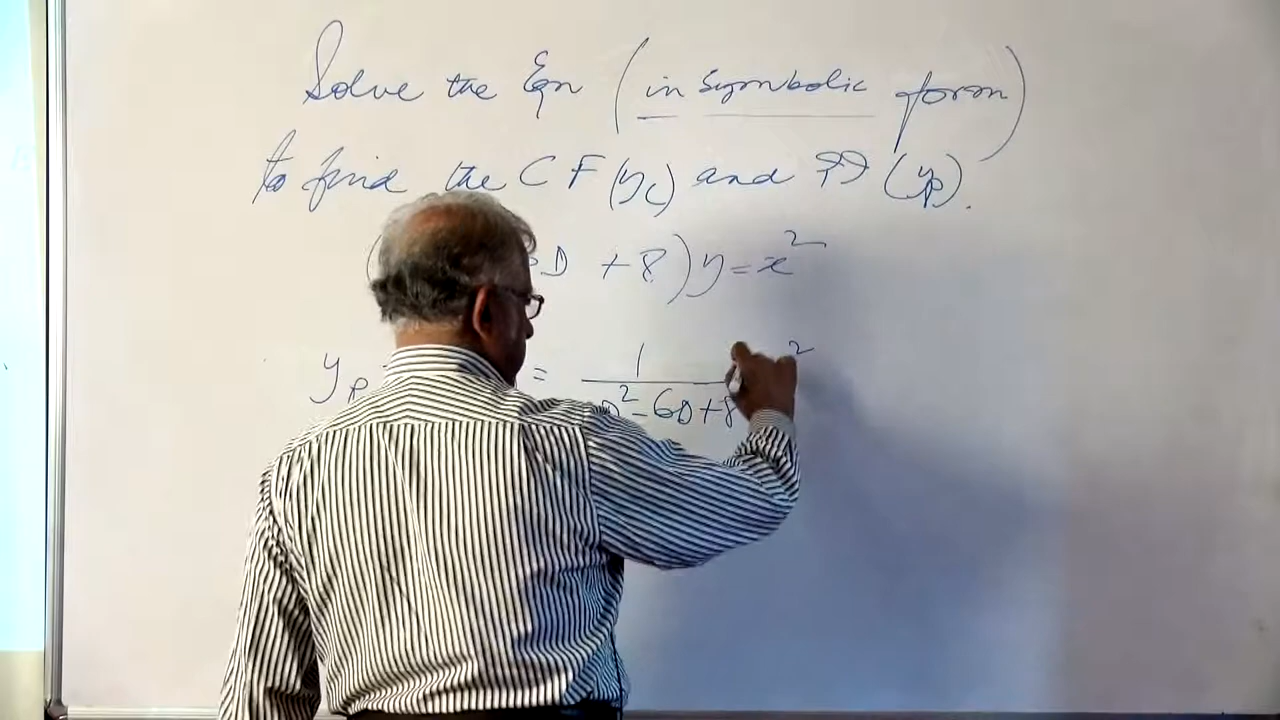 Solve the Eqn (in Symbolic form)
to find the CF (yc) and PI (yp).
( D + 8) y = x²
yp = 1 / D² - 6D + 8 ²